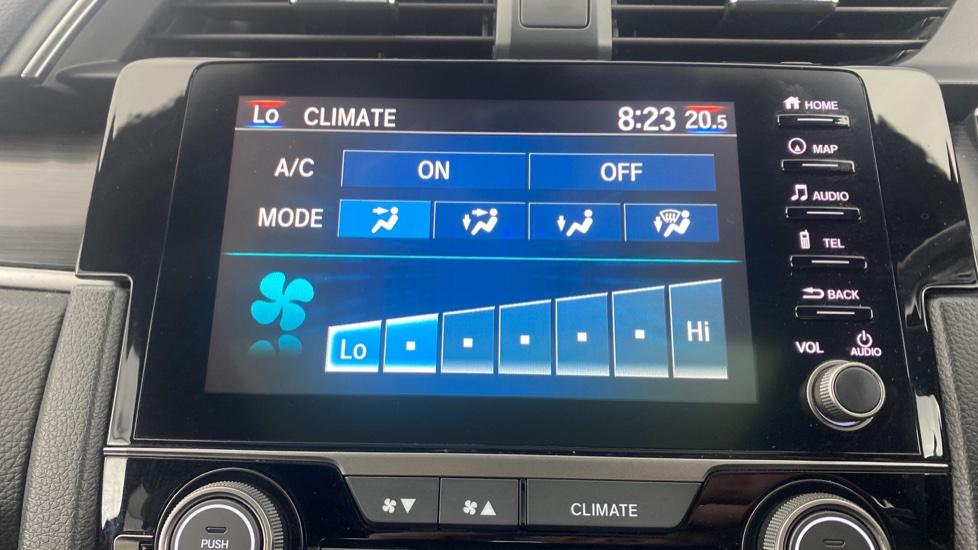 Lo CLIMATE 8:23 20.5
A/C ON OFF
MODE
Lo Hi
HOME
MAP
AUDIO
TEL
BACK
VOL AUDIO
CLIMATE
PUSH